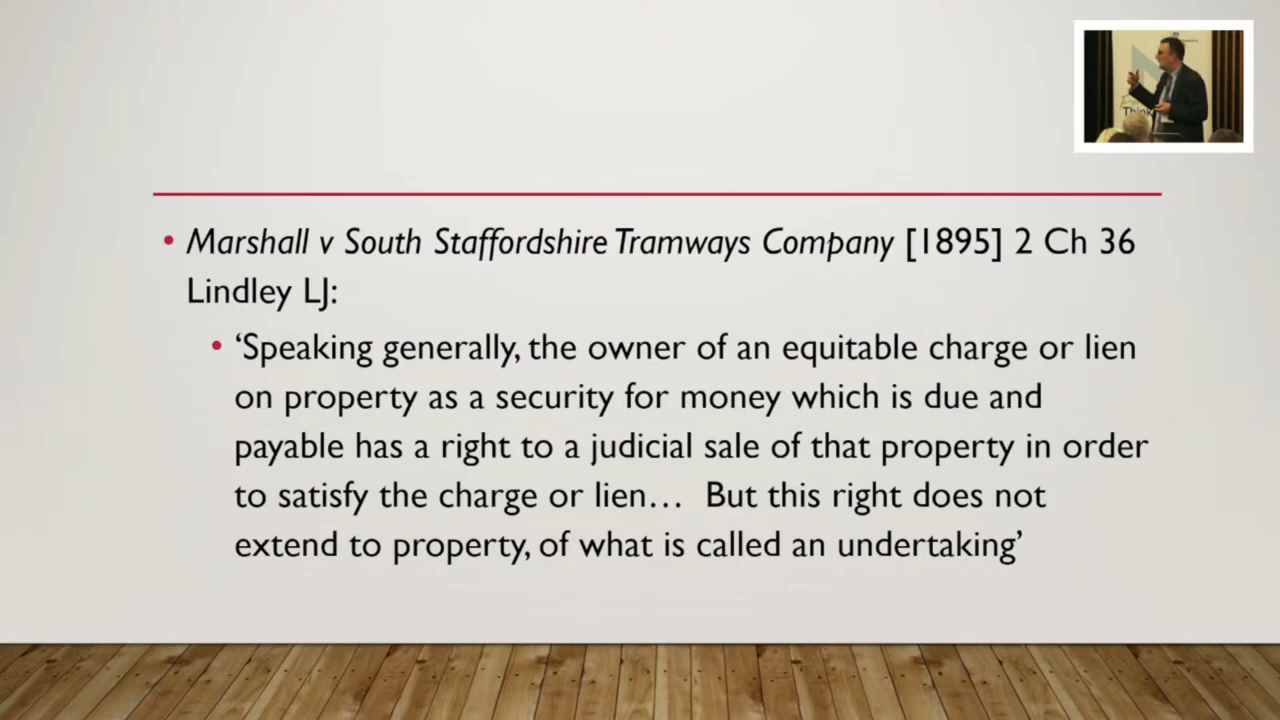 Marshall v South Staffordshire Tramways Company [1895] 2 Ch 36
Lindley LJ:
‘Speaking generally, the owner of an equitable charge or lien
on property as a security for money which is due and
payable has a right to a judicial sale of that property in order
to satisfy the charge or lien… But this right does not
extend to property, of what is called an undertaking’
Think